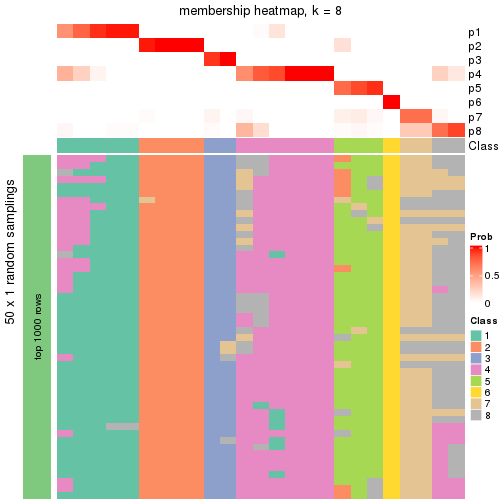 membership heatmap, k = 8
p1
p2
p3
p4
p5
p6
p7
p8
Class
50 x 1 random samplings
top 1000 rows
Prob
1
0.5
0
Class
1
2
3
4
5
6
7
8